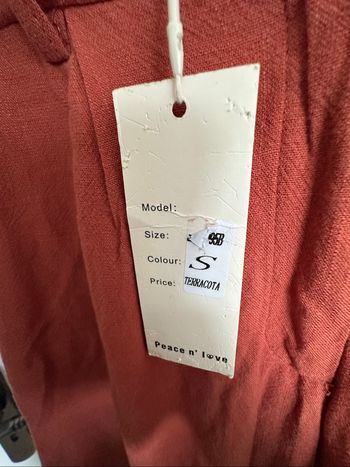 Model:
Size:
Colour: S
Price: TERRACOTA
Peace n' love